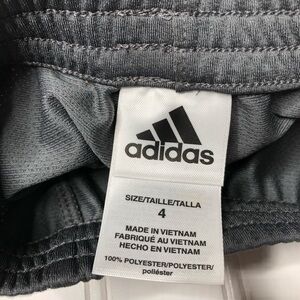 adidas
SIZE/TAILLE/TALLA
4
MADE IN VIETNAM
FABRIQUÉ AU VIETNAM
HECHO EN VIETNAM
100% POLYESTER/POLYESTER/
poliéster